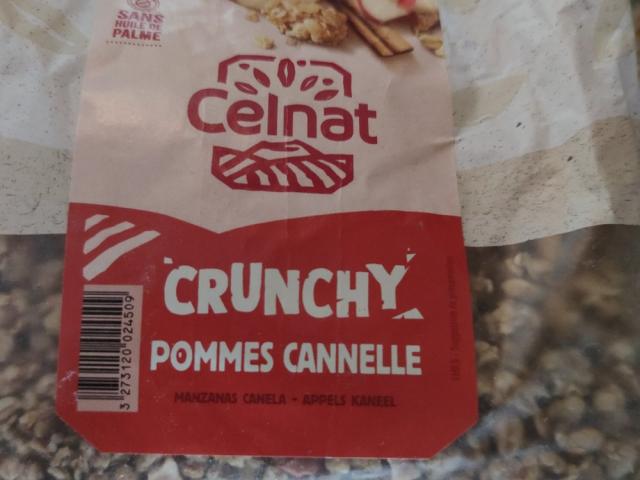 SANS
HUILE DE
PALME
Celnat
CRUNCHY
POMMES CANNELLE
MANZANAS CANELA - APPELS KANEEL
3 273120 024509